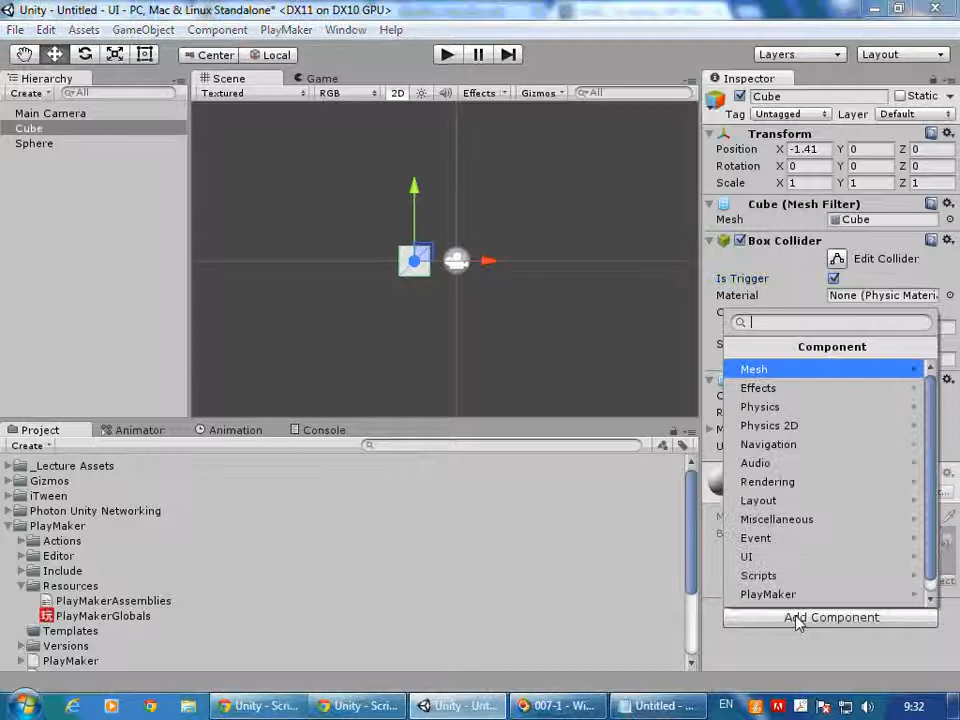 Unity - Untitled - UI - PC, Mac & Linux Standalone* <DX11 on DX10 GPU>
File Edit Assets GameObject Component PlayMaker Window Help
Center Local Layers Layout
Hierarchy Scene Game Inspector
Create All Textured RGB 2D Effects Gizmos All Cube Static
Main Camera Tag Untagged Layer Default
Cube Transform
Sphere Position X -1.41 Y 0 Z 0
Rotation X 0 Y 0 Z 0
Scale X 1 Y 1 Z 1
Cube (Mesh Filter)
Mesh Cube
Box Collider
Edit Collider
Is Trigger
Material None (Physic Materi
Component
Mesh
Effects
Physics
Physics 2D
Navigation
Audio
Rendering
Layout
Miscellaneous
Event
UI
Scripts
PlayMaker
Add Component
Project Animator Animation Console
Create
_Lecture Assets
Gizmos
iTween
Photon Unity Networking
PlayMaker
Actions
Editor
Include
Resources
PlayMakerAssemblies
PlayMakerGlobals
Templates
Versions
PlayMaker
Unity - Scri... Unity - Scri... Unity - Unt... 007-1 - Wi... Untitled - ... EN 9:32